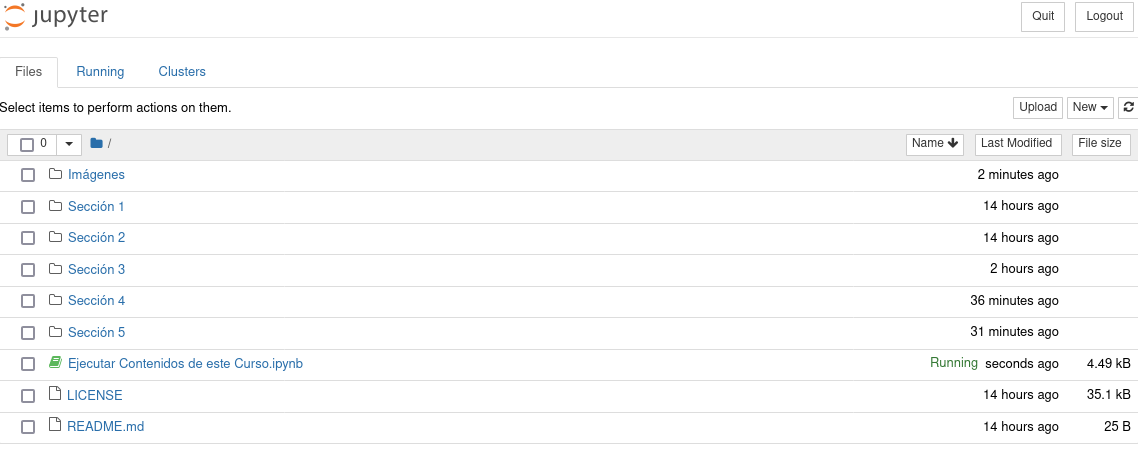 jupyter Quit Logout
Files Running Clusters
Select items to perform actions on them. Upload New
0 / Name Last Modified File size
Imágenes 2 minutes ago
Sección 1 14 hours ago
Sección 2 14 hours ago
Sección 3 2 hours ago
Sección 4 36 minutes ago
Sección 5 31 minutes ago
Ejecutar Contenidos de este Curso.ipynb Running seconds ago 4.49 kB
LICENSE 14 hours ago 35.1 kB
README.md 14 hours ago 25 B